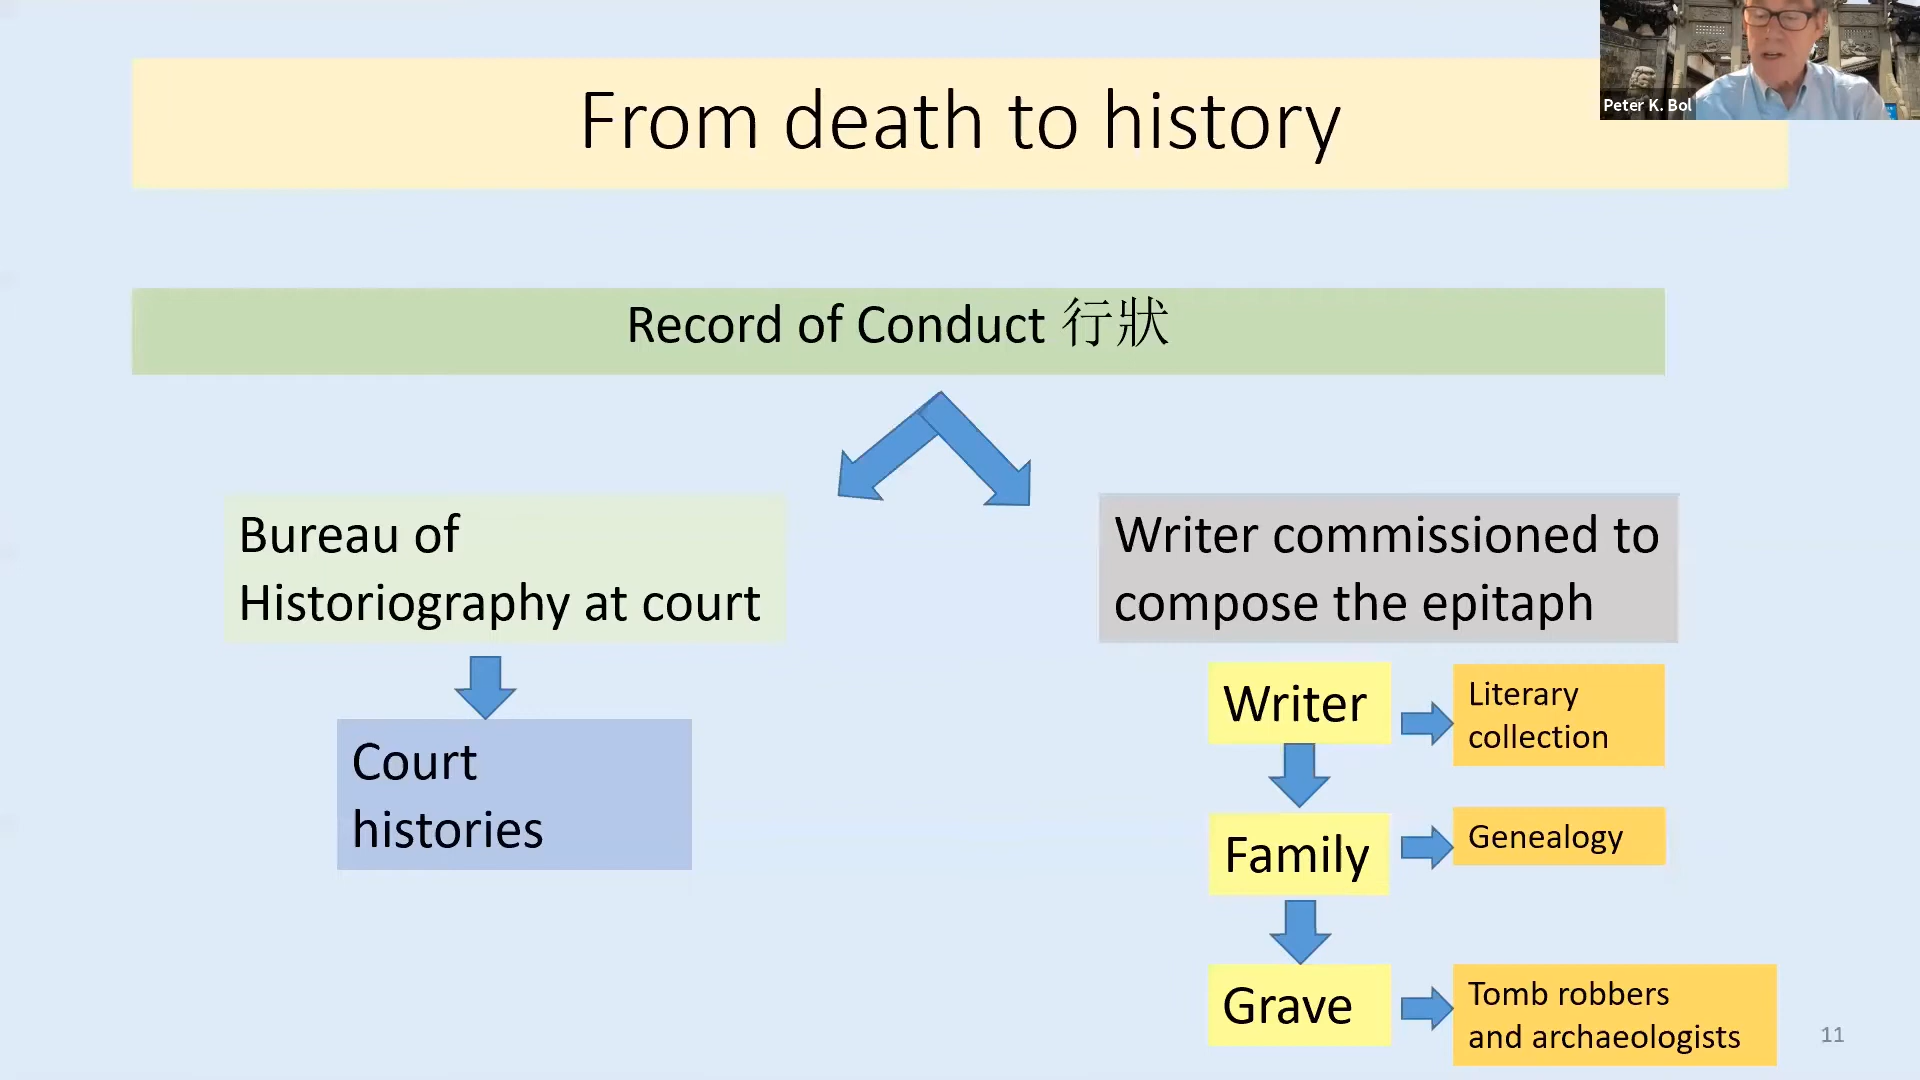 From death to history
Peter K. Bol
Record of Conduct 行狀
Bureau of
Historiography at court
Writer commissioned to
compose the epitaph
Court
histories
Writer
Literary
collection
Family
Genealogy
Grave
Tomb robbers
and archaeologists
11